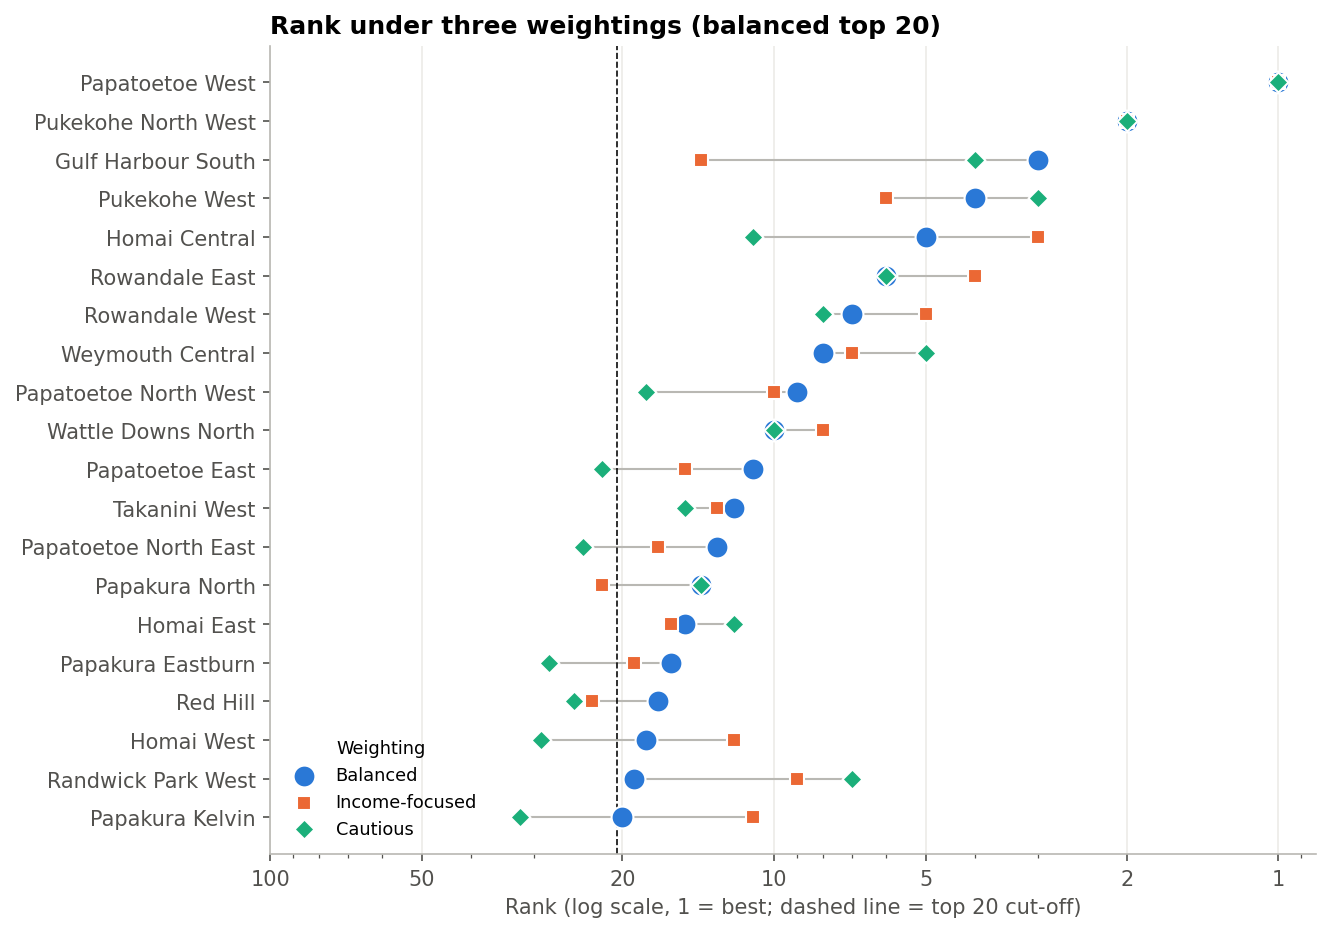 Rank under three weightings (balanced top 20)
Papatoetoe West
Pukekohe North West
Gulf Harbour South
Pukekohe West
Homai Central
Rowandale East
Rowandale West
Weymouth Central
Papatoetoe North West
Wattle Downs North
Papatoetoe East
Takanini West
Papatoetoe North East
Papakura North
Homai East
Papakura Eastburn
Red Hill
Homai West
Randwick Park West
Papakura Kelvin
Weighting
Balanced
Income-focused
Cautious
100 50 20 10 5 2 1
Rank (log scale, 1 = best; dashed line = top 20 cut-off)